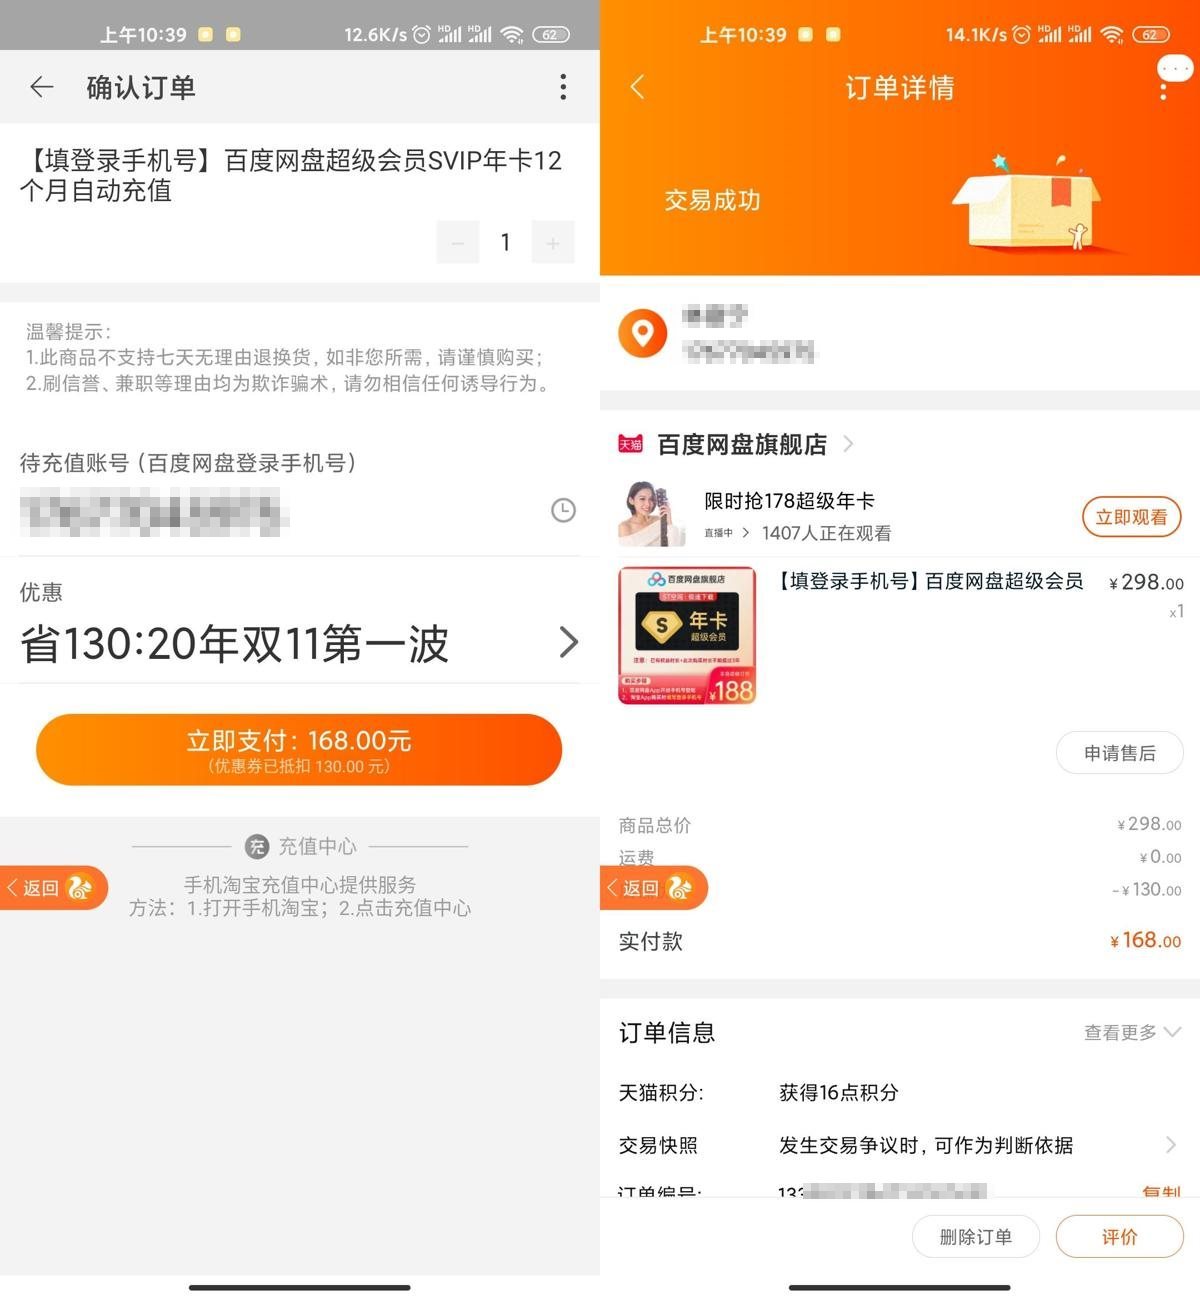 上午10:39
12.6K/s
HD
HD
62
确认订单
【填登录手机号】百度网盘超级会员SVIP年卡12
个月自动充值
1
温馨提示：
1.此商品不支持七天无理由退换货，如非您所需，请谨慎购买；
2.刷信誉、兼职等理由均为欺诈骗术，请勿相信任何诱导行为。
待充值账号（百度网盘登录手机号）
优惠
省130:20年双11第一波
立即支付：168.00元
（优惠券已抵扣 130.00 元）
充 充值中心
返回
手机淘宝充值中心提供服务
方法：1.打开手机淘宝；2.点击充值中心
上午10:39
14.1K/s
HD
HD
62
订单详情
交易成功
天猫 百度网盘旗舰店
限时抢178超级年卡
直播中 1407人正在观看
立即观看
百度网盘旗舰店
年卡
S
超级会员
¥188
【填登录手机号】百度网盘超级会员
¥298.00
x1
申请售后
商品总价 ¥298.00
运费 ¥0.00
返回
-¥130.00
实付款 ¥168.00
订单信息 查看更多
天猫积分： 获得16点积分
交易快照 发生交易争议时，可作为判断依据
订单编号: 133
复制
删除订单 评价